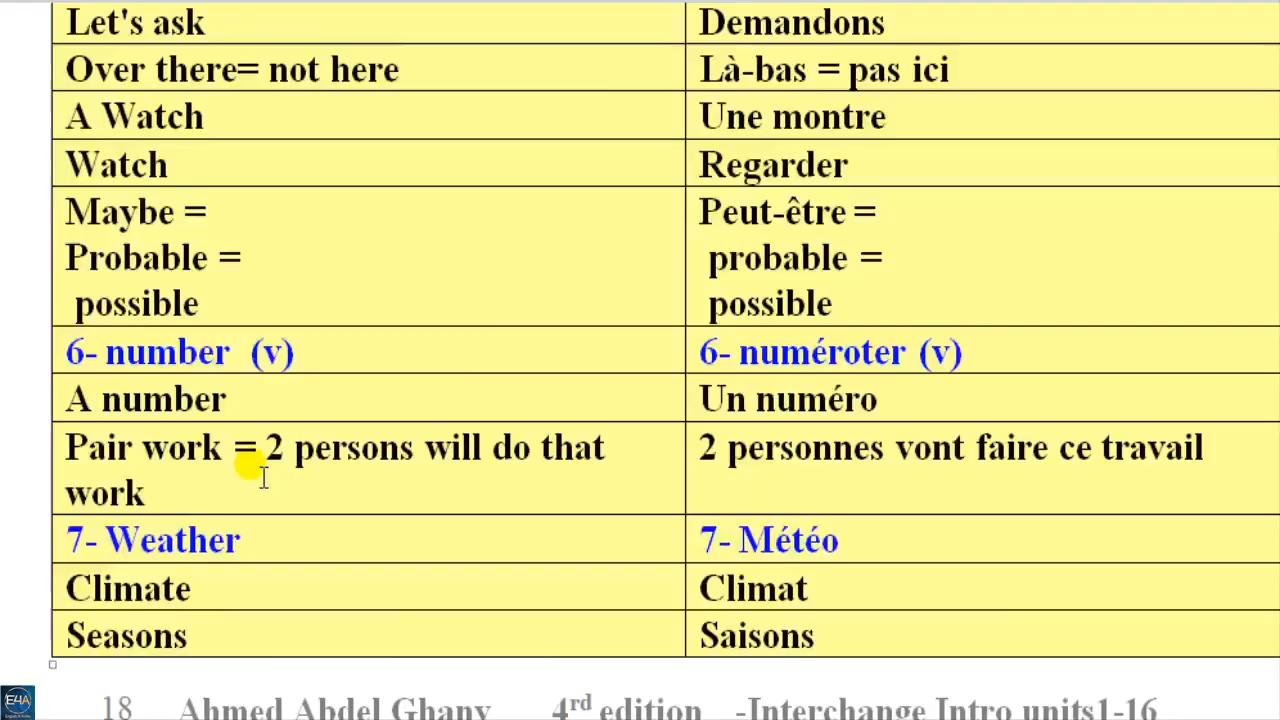 Let's ask Demandons
Over there= not here Là-bas = pas ici
A Watch Une montre
Watch Regarder
Maybe = Peut-être =
Probable = probable =
possible possible
6- number (v) 6- numéroter (v)
A number Un numéro
Pair work = 2 persons will do that 2 personnes vont faire ce travail
work
7- Weather 7- Météo
Climate Climat
Seasons Saisons
18 Ahmed Abdel Ghany 4rd edition -Interchange Intro units1-16
E4A